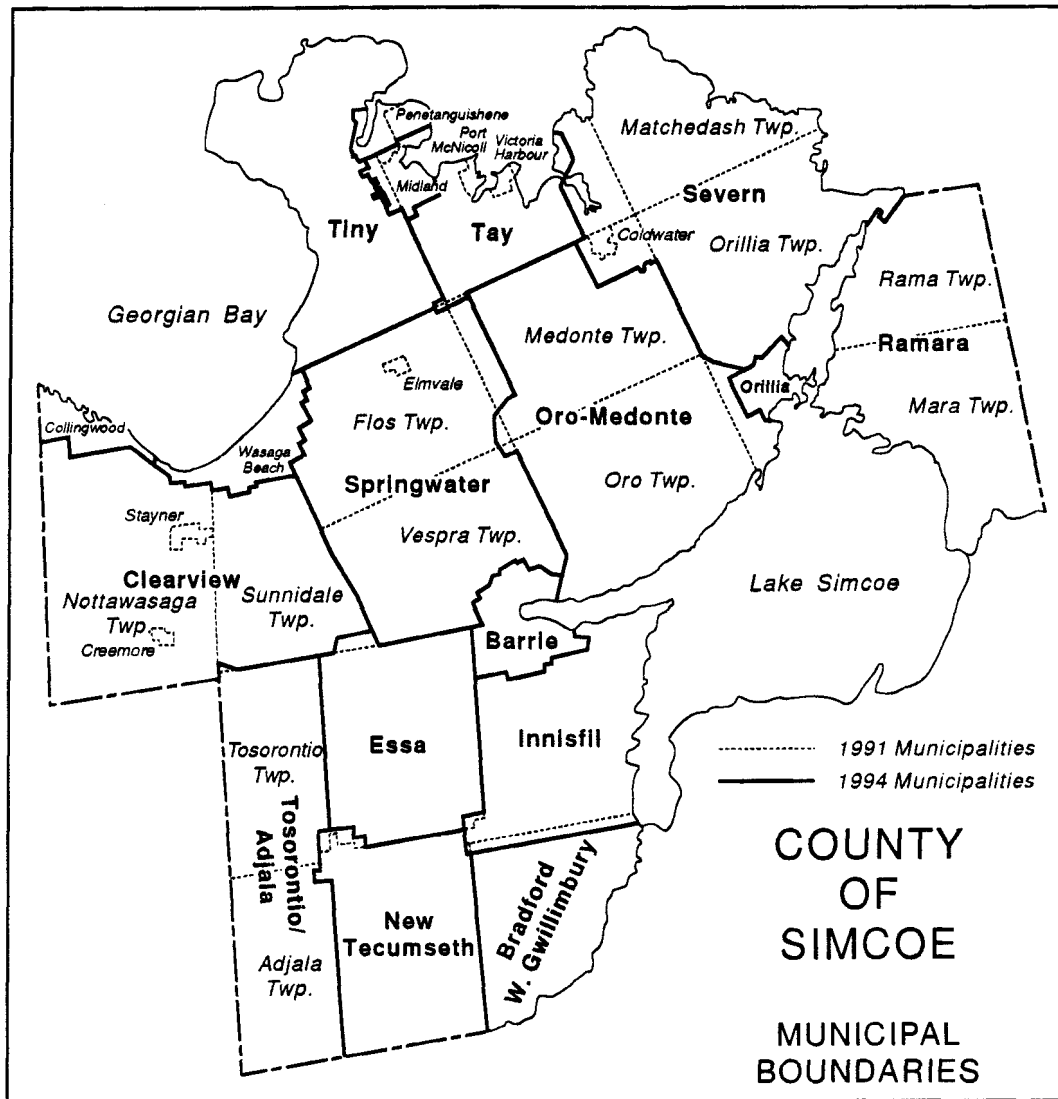 Penetanguishene
Port
McNicoll
Victoria
Harbour
Matchedash Twp.
Midland
Severn
Tiny
Tay
Coldwater
Orillia Twp.
Rama Twp.
Georgian Bay
Medonte Twp.
Ramara
Elmvale
Orillia
Flos Twp.
Oro-Medonte
Mara Twp.
Collingwood
Wasaga
Beach
Springwater
Oro Twp.
Stayner
Vespra Twp.
Clearview
Nottawasaga
Twp.
Sunnidale
Twp.
Lake Simcoe
Creemore
Barrie
Essa
Innisfil
Tosorontio
Twp.
1991 Municipalities
1994 Municipalities
Tosorontio/
Adjala
COUNTY
OF
SIMCOE
Bradford
W. Gwillimbury
New
Tecumseth
Adjala
Twp.
MUNICIPAL
BOUNDARIES